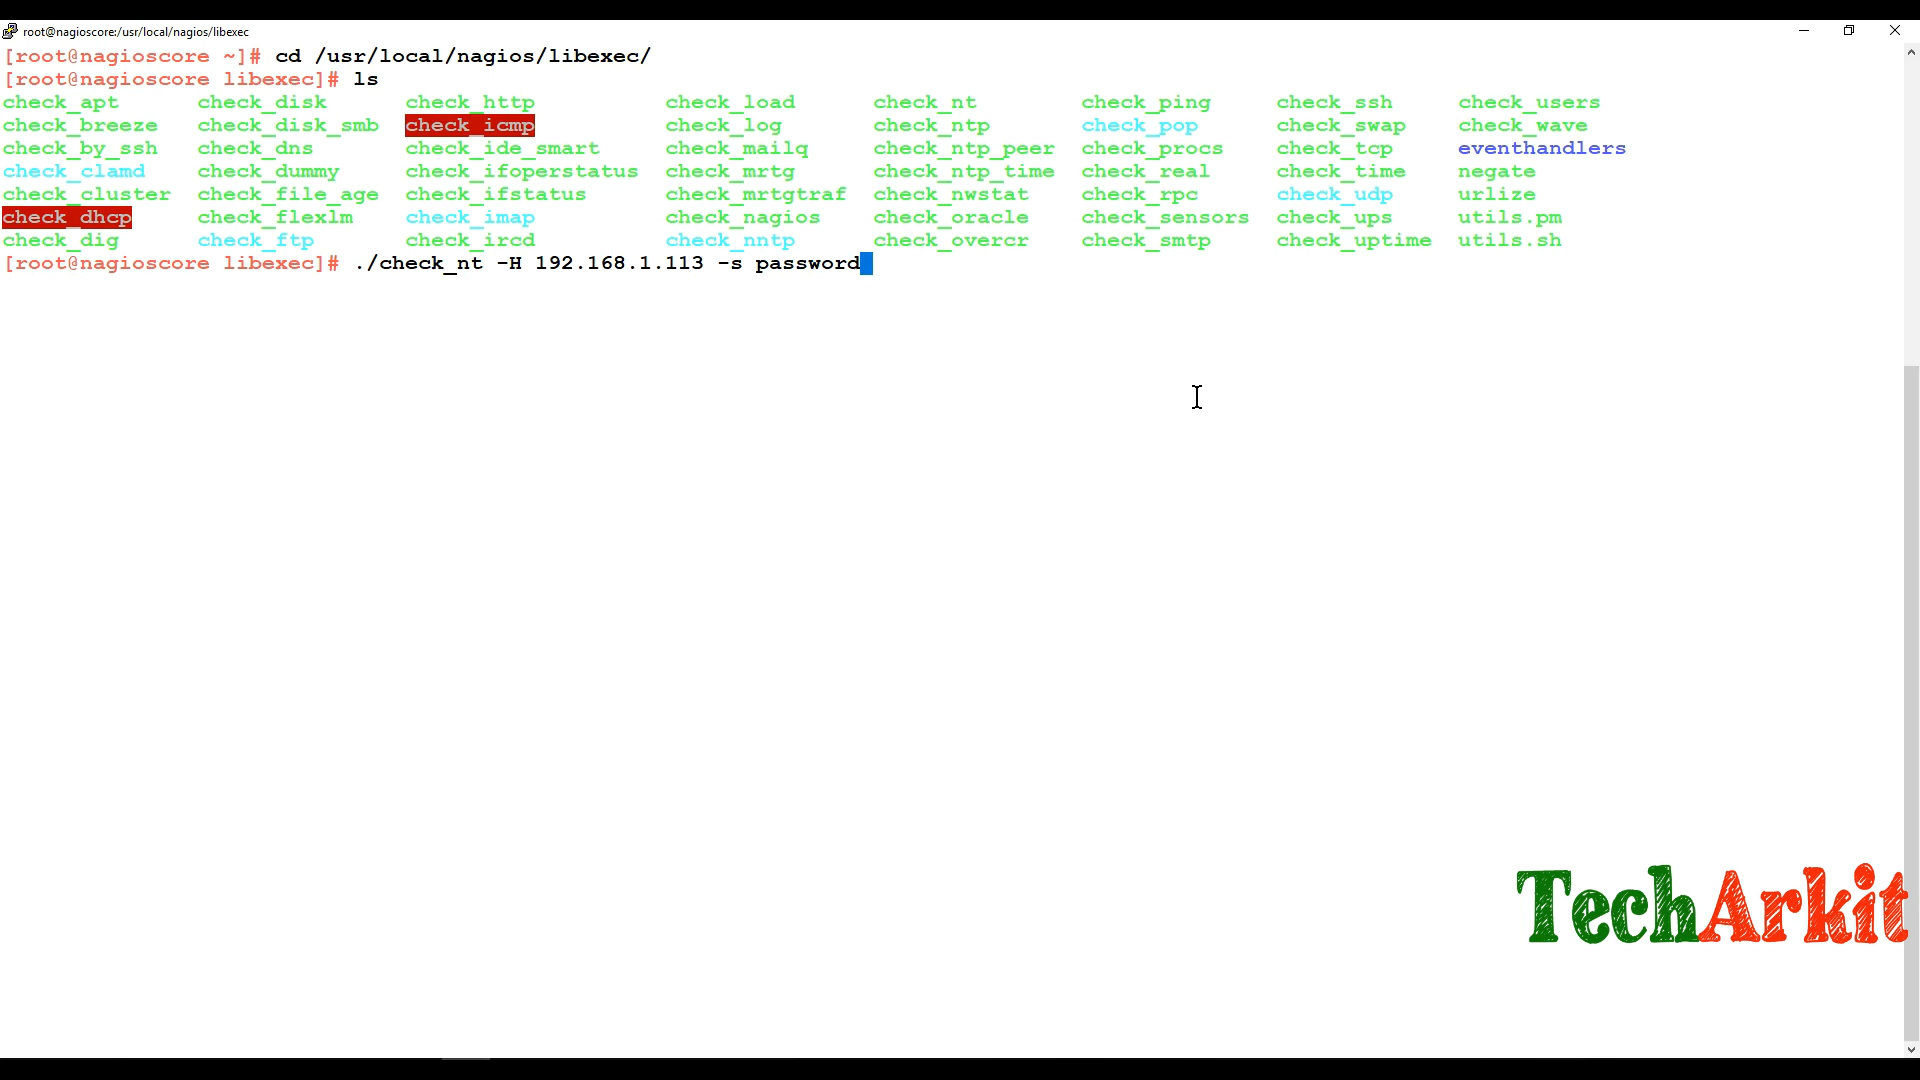 root@nagioscore:/usr/local/nagios/libexec
[root@nagioscore ~]# cd /usr/local/nagios/libexec/
[root@nagioscore libexec]# ls
check_apt check_disk check_http check_load check_nt check_ping check_ssh check_users
check_breeze check_disk_smb check_icmp check_log check_ntp check_pop check_swap check_wave
check_by_ssh check_dns check_ide_smart check_mailq check_ntp_peer check_procs check_tcp eventhandlers
check_clamd check_dummy check_ifoperstatus check_mrtg check_ntp_time check_real check_time negate
check_cluster check_file_age check_ifstatus check_mrtgtraf check_nwstat check_rpc check_udp urlize
check_dhcp check_flexlm check_imap check_nagios check_oracle check_sensors check_ups utils.pm
check_dig check_ftp check_ircd check_nntp check_overcr check_smtp check_uptime utils.sh
[root@nagioscore libexec]# ./check_nt -H 192.168.1.113 -s password
TechArkit